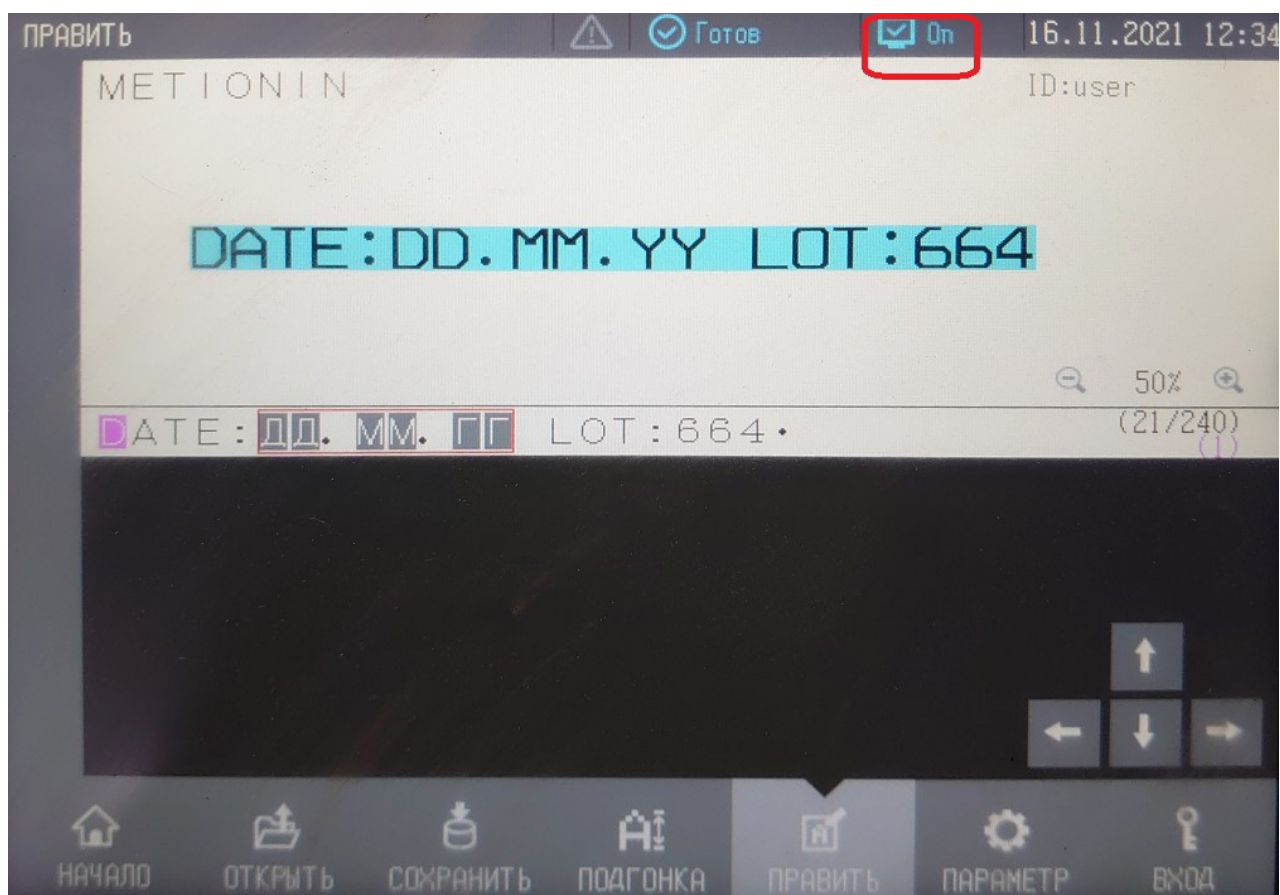 ПРАВИТЬ Готов On 16.11.2021 12:34
METIONIN ID:user
DATE:DD.MM.YY LOT:664
50%
DATE:ДД.ММ.ГГ LOT:664• (21/240)
(1)
НАЧАЛО ОТКРЫТЬ СОХРАНИТЬ ПОДГОНКА ПРАВИТЬ ПАРАМЕТР ВХОД